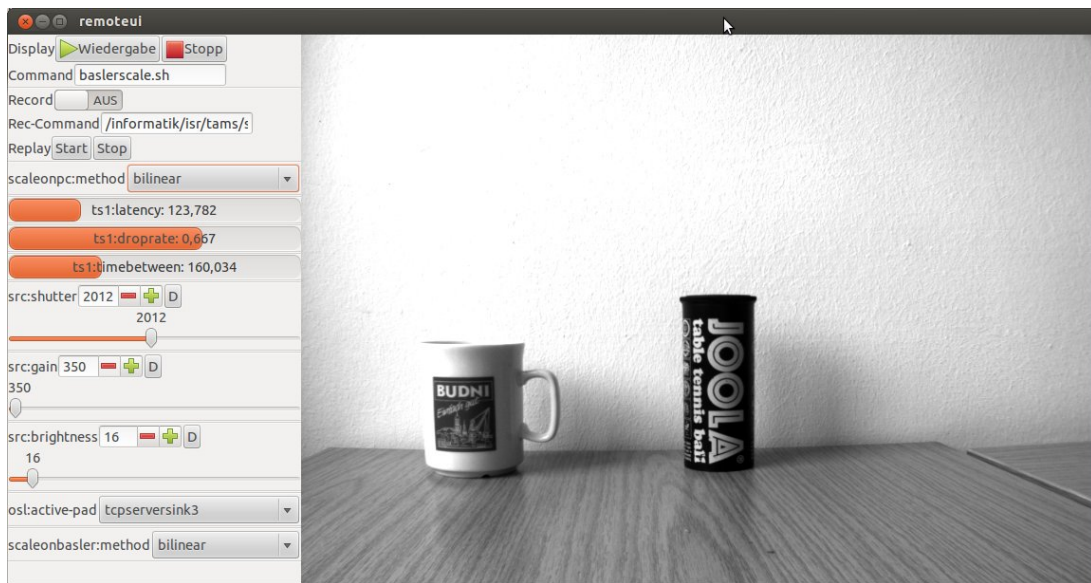 remoteui
Display Wiedergabe Stopp
Command baslerscale.sh
Record AUS
Rec-Command /informatik/isr/tams/s
Replay Start Stop
scaleonpc:method bilinear
ts1:latency: 123,782
ts1:droprate: 0,667
ts1:timebetween: 160,034
src:shutter 2012 D
2012
src:gain 350 D
350
src:brightness 16 D
16
osl:active-pad tcpserversink3
scaleonbasler:method bilinear
BUDNI
Einfach gut
JOOLA®
table tennis ball